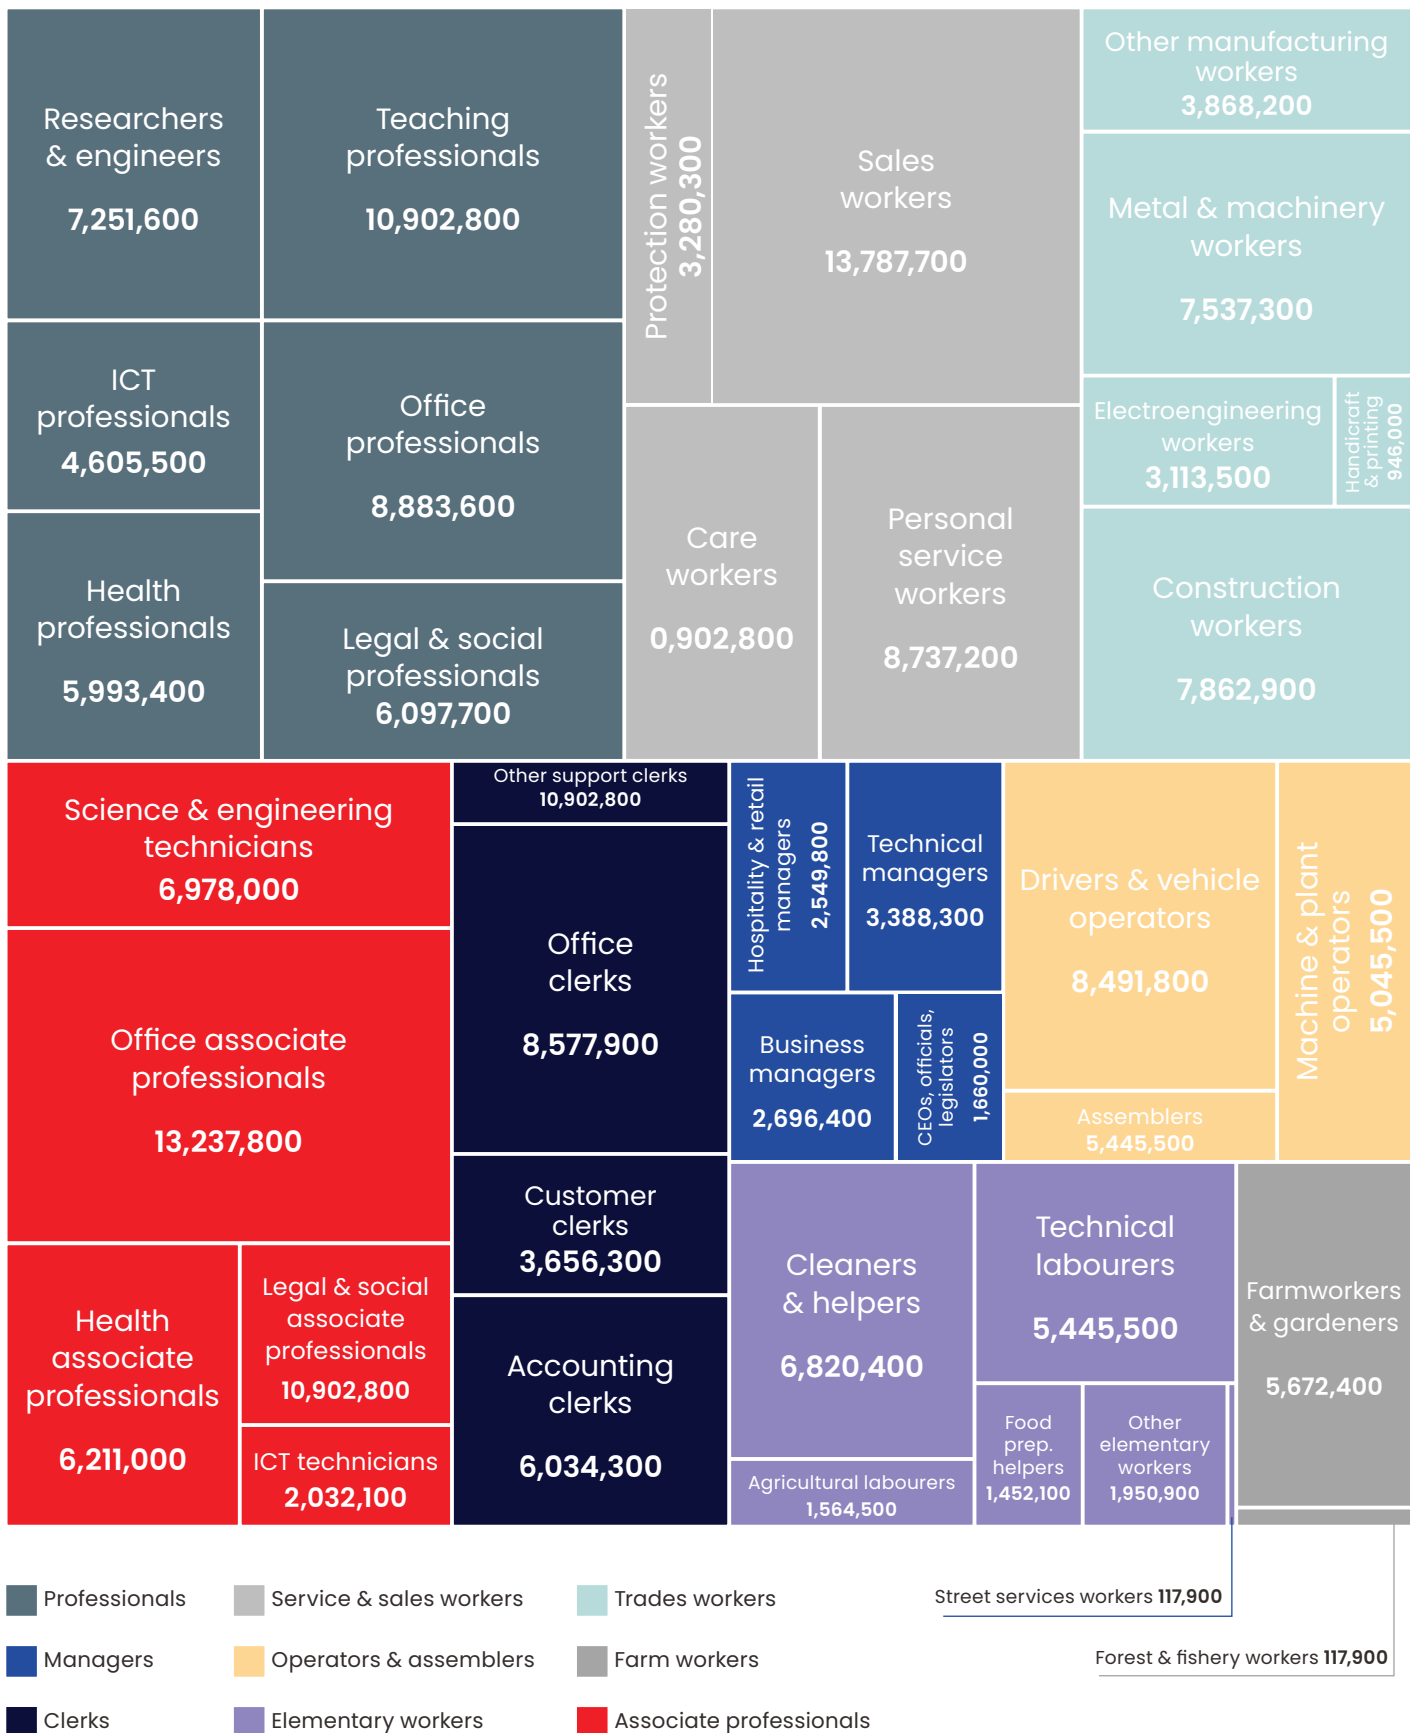 Researchers
& engineers
7,251,600
Teaching
professionals
10,902,800
Protection workers
3,280,300
Sales
workers
13,787,700
Other manufacturing
workers
3,868,200
Metal & machinery
workers
7,537,300
ICT
professionals
4,605,500
Office
professionals
8,883,600
Electroengineering
workers
3,113,500
Handicraft
& printing
946,000
Care
workers
0,902,800
Personal
service
workers
8,737,200
Health
professionals
5,993,400
Legal & social
professionals
6,097,700
Construction
workers
7,862,900
Science & engineering
technicians
6,978,000
Other support clerks
10,902,800
Hospitality & retail
managers
2,549,800
Technical
managers
3,388,300
Drivers & vehicle
operators
8,491,800
Machine & plant
operators
5,045,500
Office associate
professionals
13,237,800
Office
clerks
8,577,900
Business
managers
2,696,400
CEOs, officials,
legislators
1,660,000
Assemblers
5,445,500
Customer
clerks
3,656,300
Cleaners
& helpers
6,820,400
Technical
labourers
5,445,500
Farmworkers
& gardeners
5,672,400
Health
associate
professionals
6,211,000
Legal & social
associate
professionals
10,902,800
ICT technicians
2,032,100
Accounting
clerks
6,034,300
Agricultural labourers
1,564,500
Food
prep.
helpers
1,452,100
Other
elementary
workers
1,950,900
Street services workers 117,900
Forest & fishery workers 117,900
Professionals
Service & sales workers
Trades workers
Managers
Operators & assemblers
Farm workers
Clerks
Elementary workers
Associate professionals